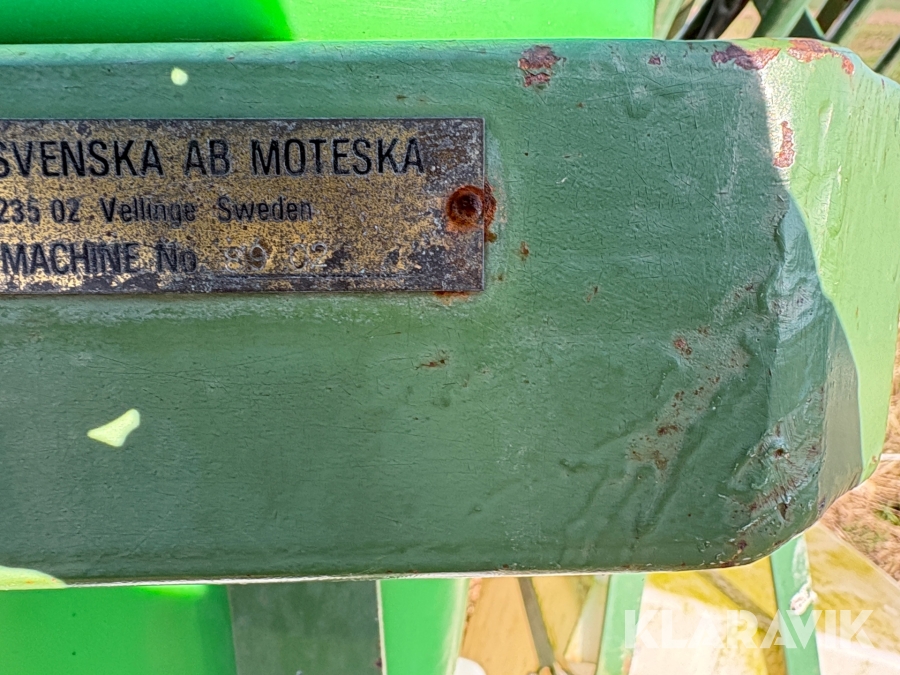 SVENSKA AB MOTESKA
235 02 Vellinge Sweden
MACHINE No.
KLARAVIK